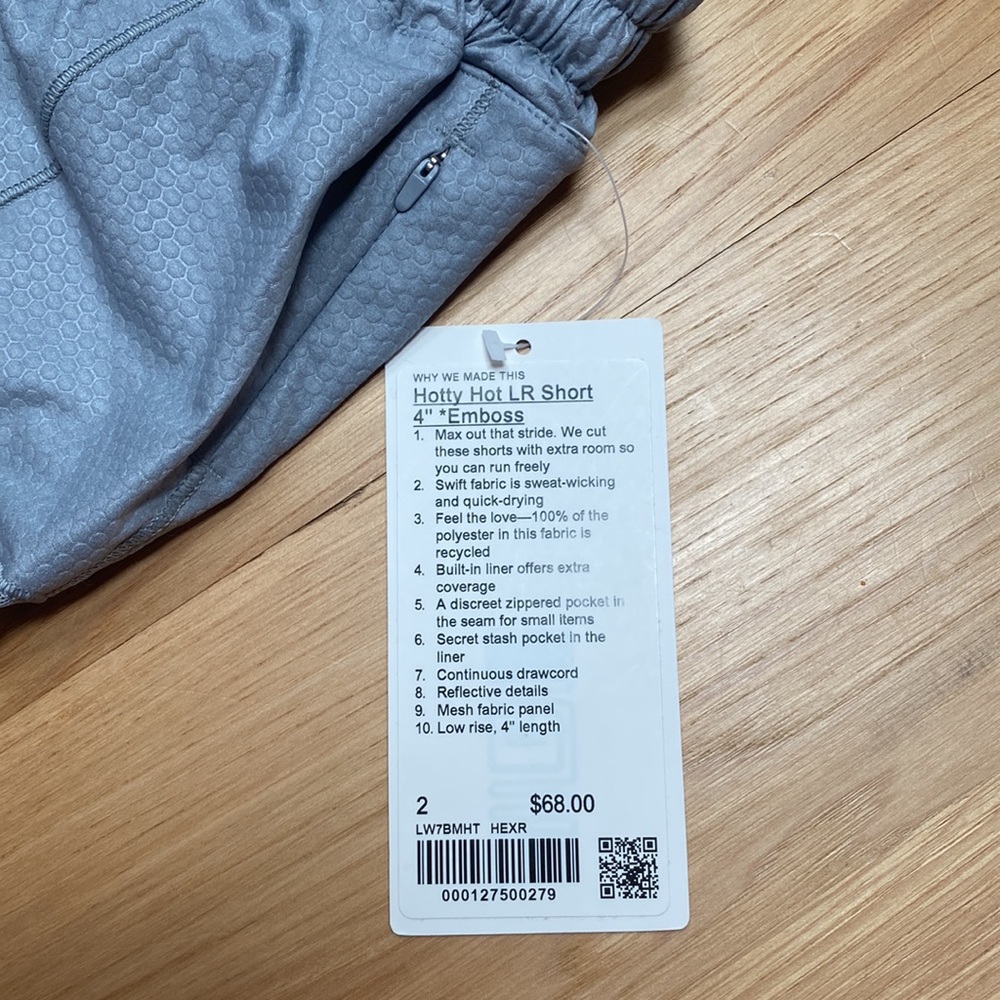 WHY WE MADE THIS
Hotty Hot LR Short
4" *Emboss
1. Max out that stride. We cut
these shorts with extra room so
you can run freely
2. Swift fabric is sweat-wicking
and quick-drying
3. Feel the love—100% of the
polyester in this fabric is
recycled
4. Built-in liner offers extra
coverage
5. A discreet zippered pocket in
the seam for small items
6. Secret stash pocket in the
liner
7. Continuous drawcord
8. Reflective details
9. Mesh fabric panel
10. Low rise, 4" length
2 $68.00
LW7BMHT HEXR
000127500279